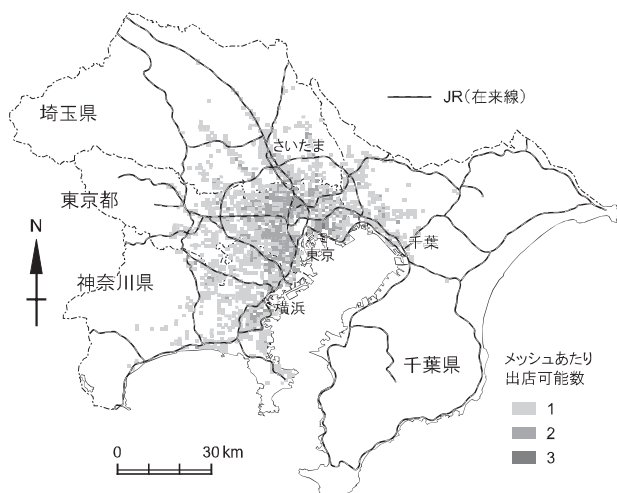 埼玉県
JR(在来線)
さいたま
東京都
N
千葉
東京
神奈川県
横浜
千葉県
メッシュあたり
出店可能数
1
2
3
0 30 km